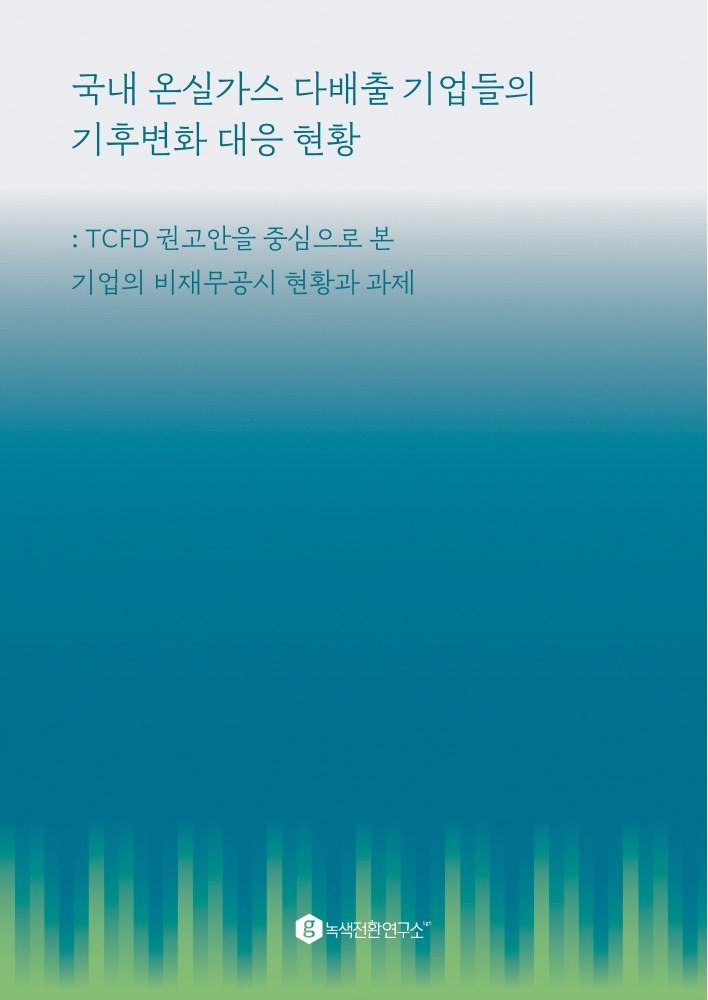 국내 온실가스 다배출 기업들의
기후변화 대응 현황
: TCFD 권고안을 중심으로 본
기업의 비재무공시 현황과 과제
g 녹색전환연구소